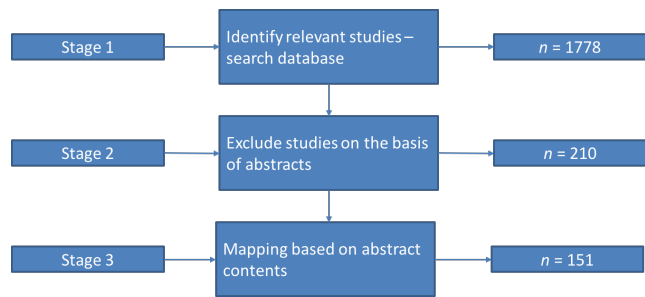 Stage 1
Identify relevant studies –
search database
n = 1778
Stage 2
Exclude studies on the basis
of abstracts
n = 210
Stage 3
Mapping based on abstract
contents
n = 151